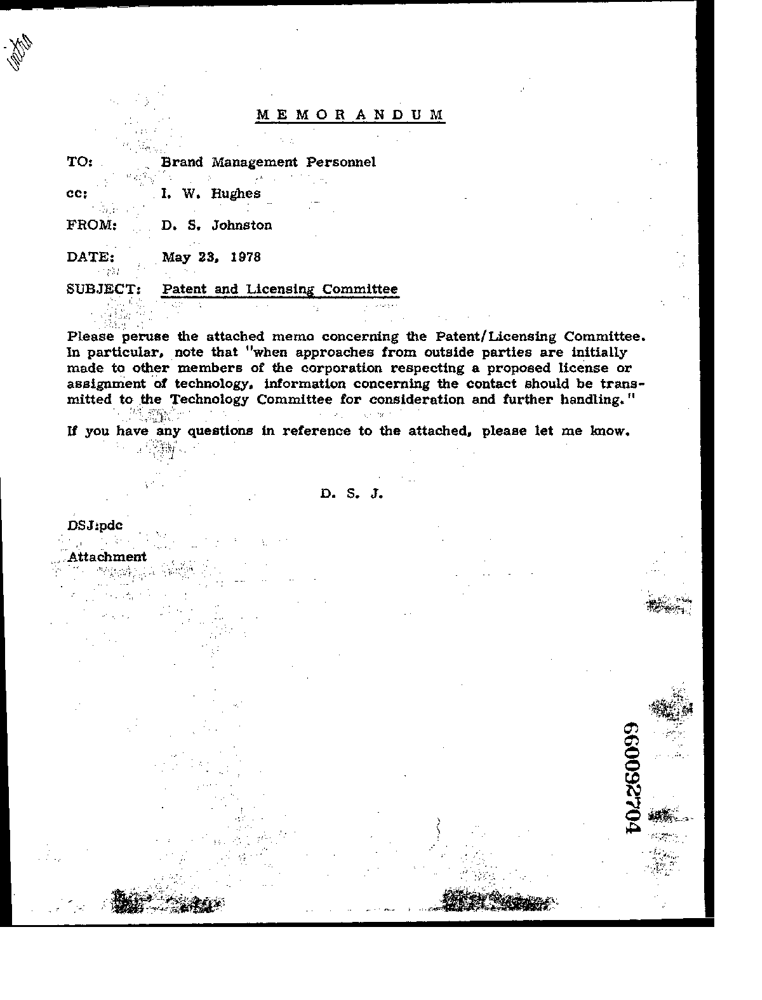 intra
M E M O R A N D U M
TO: Brand Management Personnel
cc: I. W. Hughes
FROM: D. S. Johnston
DATE: May 23, 1978
SUBJECT: Patent and Licensing Committee
Please peruse the attached memo concerning the Patent/Licensing Committee.
In particular, note that "when approaches from outside parties are initially
made to other members of the corporation respecting a proposed license or
assignment of technology, information concerning the contact should be trans-
mitted to the Technology Committee for consideration and further handling."
If you have any questions in reference to the attached, please let me know.
D. S. J.
DSJ:pdc
Attachment
660092704